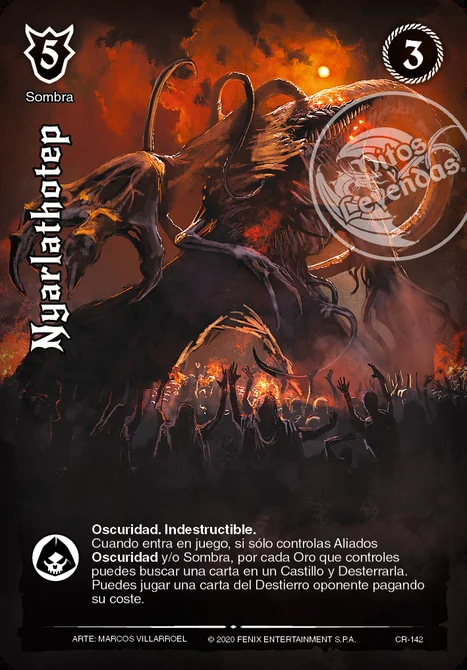 5
3
Sombra
Nyarlathotep
Mitos
y
Leyendas.
Oscuridad. Indestructible.
Cuando entra en juego, si sólo controlas Aliados
Oscuridad y/o Sombra, por cada Oro que controles
puedes buscar una carta en un Castillo y Desterrarla.
Puedes jugar una carta del Destierro oponente pagando
su coste.
ARTE: MARCOS VILLARROEL © 2020 FENIX ENTERTAINMENT S.P.A. CR-142